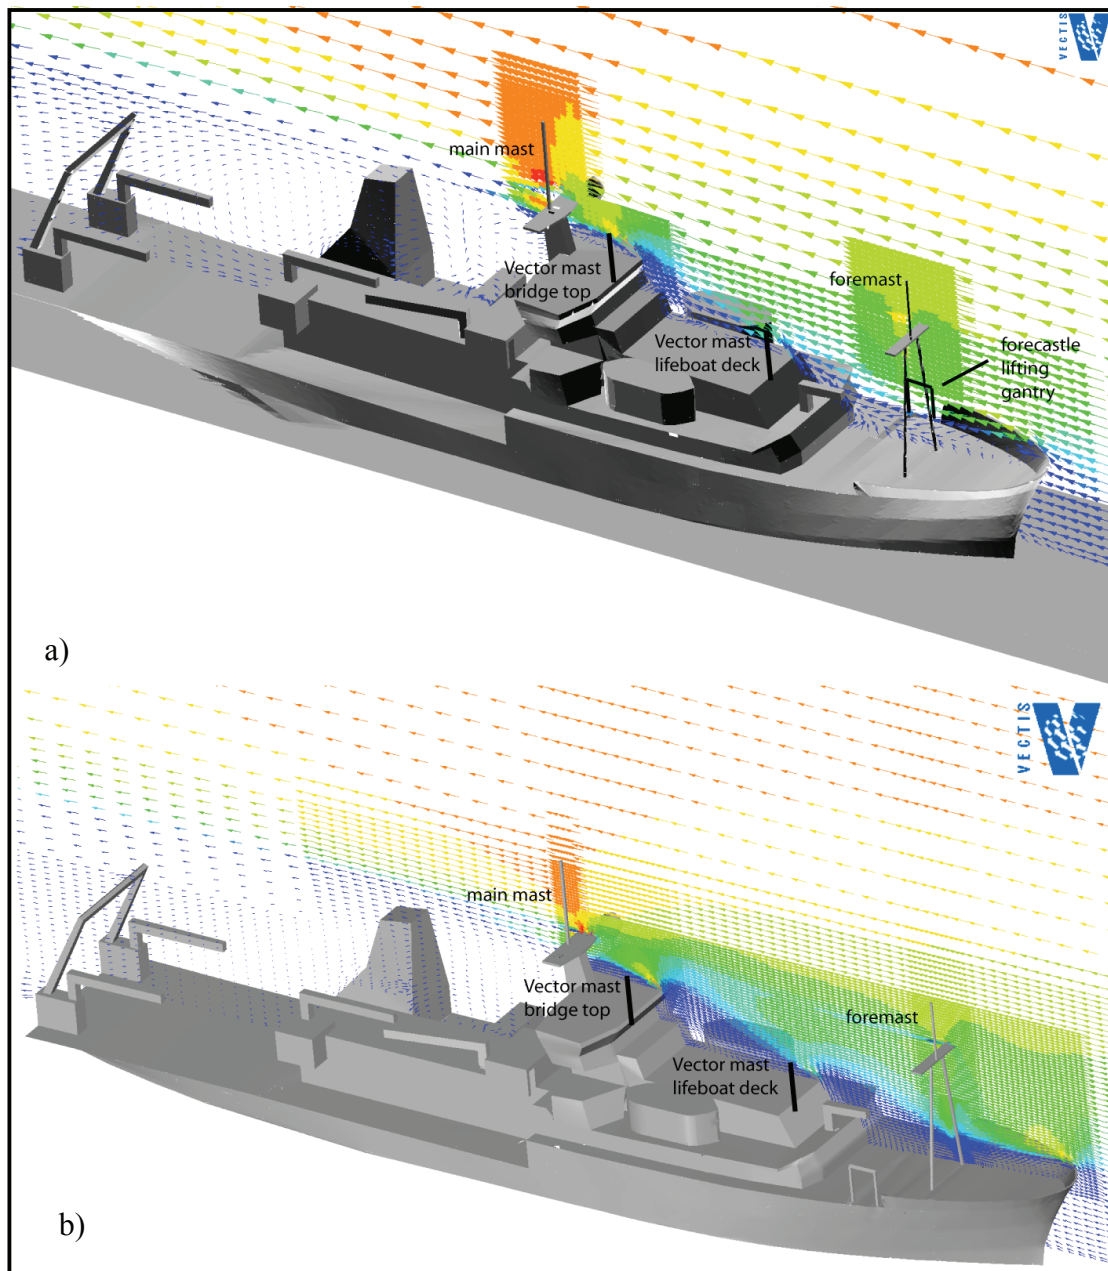 VECTIS
main mast
foremast
Vector mast
bridge top
Vector mast
lifeboat deck
forecastle
lifting
gantry
a)
VECTIS
main mast
Vector mast
bridge top
foremast
Vector mast
lifeboat deck
b)